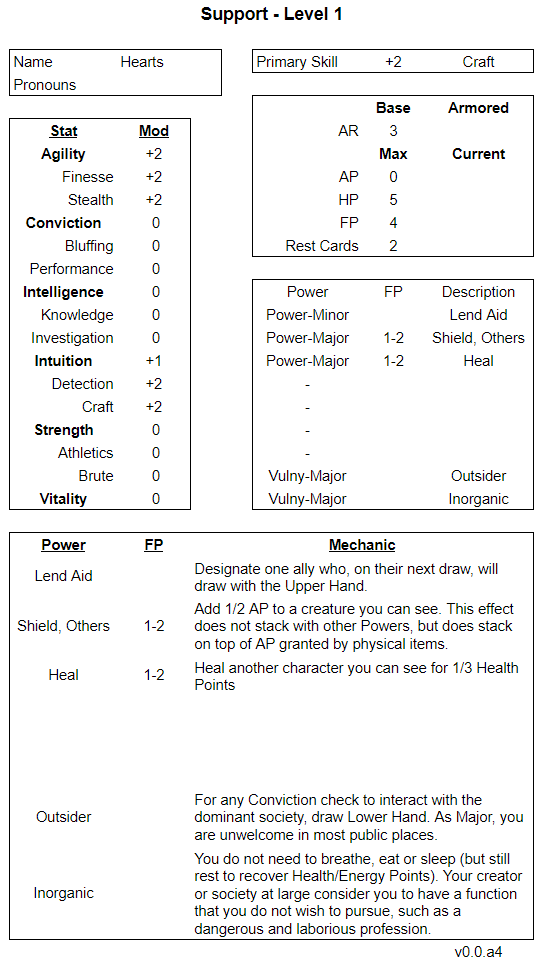 Support - Level 1
Name Hearts
Pronouns
Primary Skill +2 Craft
Stat Mod
Agility +2
Finesse +2
Stealth +2
Conviction 0
Bluffing 0
Performance 0
Intelligence 0
Knowledge 0
Investigation 0
Intuition +1
Detection +2
Craft +2
Strength 0
Athletics 0
Brute 0
Vitality 0
Base Armored
AR 3
Max Current
AP 0
HP 5
FP 4
Rest Cards 2
Power FP Description
Power-Minor Lend Aid
Power-Major 1-2 Shield, Others
Power-Major 1-2 Heal
-
-
-
-
Vulny-Major Outsider
Vulny-Major Inorganic
Power FP Mechanic
Lend Aid
Designate one ally who, on their next draw, will
draw with the Upper Hand.
Shield, Others 1-2
Add 1/2 AP to a creature you can see. This effect
does not stack with other Powers, but does stack
on top of AP granted by physical items.
Heal 1-2
Heal another character you can see for 1/3 Health
Points
Outsider
For any Conviction check to interact with the
dominant society, draw Lower Hand. As Major, you
are unwelcome in most public places.
Inorganic
You do not need to breathe, eat or sleep (but still
rest to recover Health/Energy Points). Your creator
or society at large consider you to have a function
that you do not wish to pursue, such as a
dangerous and laborious profession.
v0.0.a4